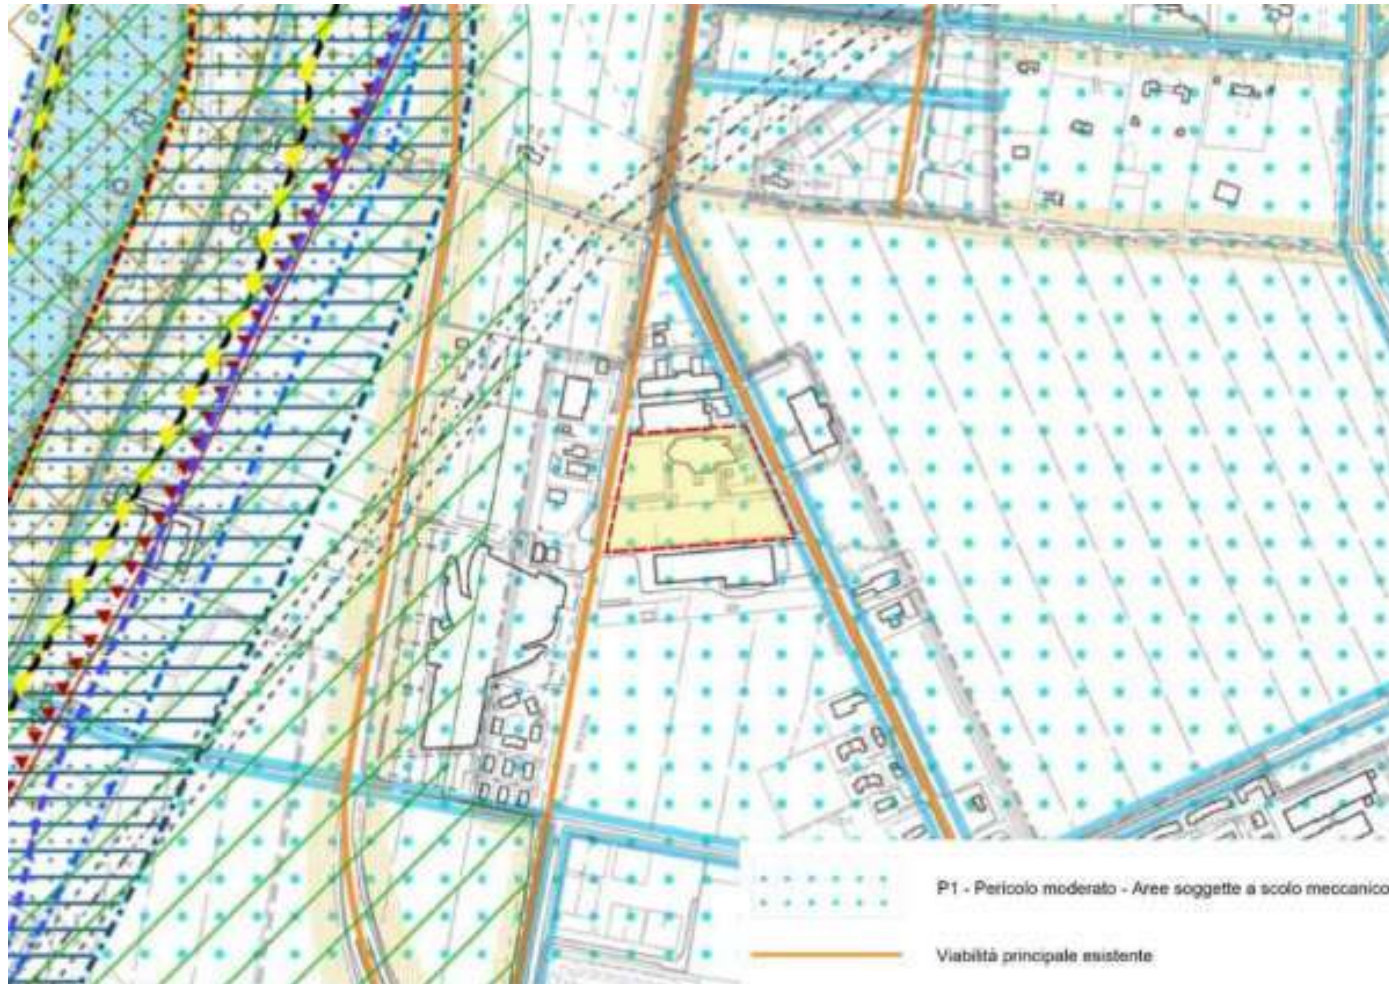 P1 - Pericolo moderato - Aree soggette a scolo meccanico
Viabilità principale esistente